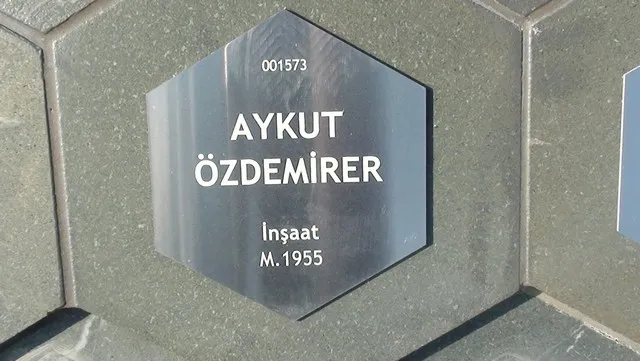 001573
AYKUT
ÖZDEMİRER
İnşaat
M.1955